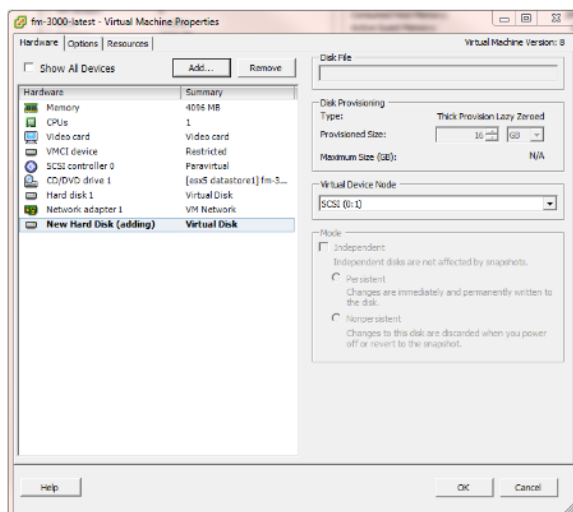 fm-3000-latest - Virtual Machine Properties
Hardware Options Resources Virtual Machine Version: 8
Show All Devices Add... Remove
Hardware Summary
Memory 4096 MB
CPUs 1
Video card Video card
VMCI device Restricted
SCSI controller 0 Paravirtual
CD/DVD drive 1 [esx5 datastore1] fm-3...
Hard disk 1 Virtual Disk
Network adapter 1 VM Network
New Hard Disk (adding) Virtual Disk
Disk File
Disk Provisioning
Type: Thick Provision Lazy Zeroed
Provisioned Size: 16 GB
Maximum Size (GB): N/A
Virtual Device Node
SCSI (0:1)
Mode
Independent
Independent disks are not affected by snapshots.
Persistent
Changes are immediately and permanently written to
the disk.
Nonpersistent
Changes to this disk are discarded when you power
off or revert to the snapshot.
Help OK Cancel